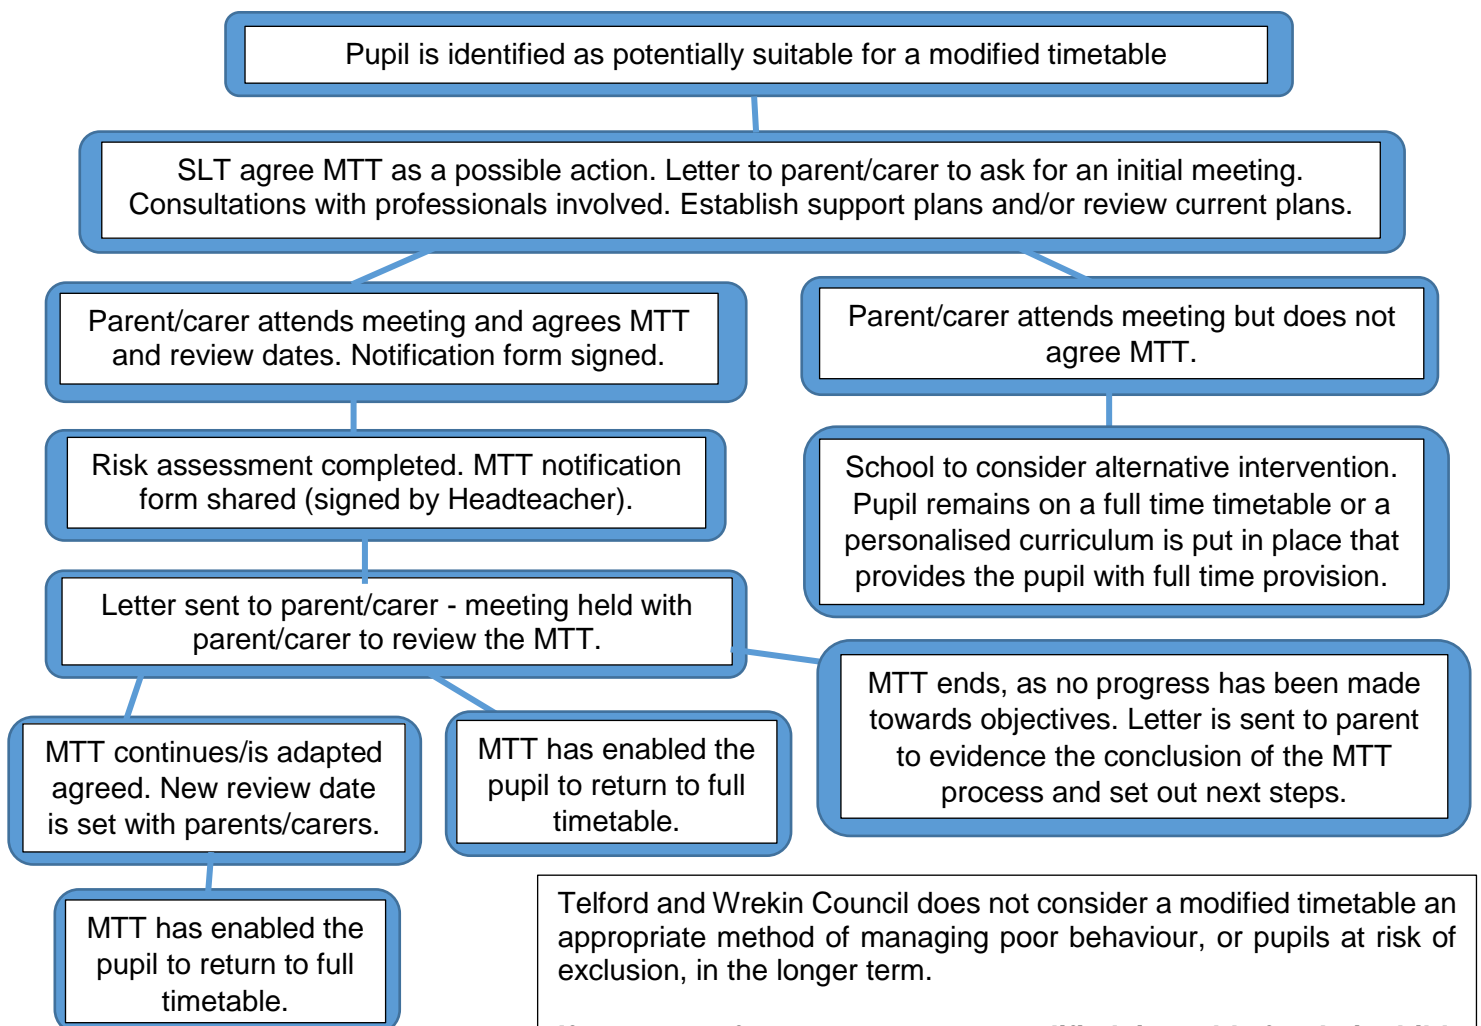 Pupil is identified as potentially suitable for a modified timetable
SLT agree MTT as a possible action. Letter to parent/carer to ask for an initial meeting.
Consultations with professionals involved. Establish support plans and/or review current plans.
Parent/carer attends meeting and agrees MTT
and review dates. Notification form signed.
Parent/carer attends meeting but does not
agree MTT.
Risk assessment completed. MTT notification
form shared (signed by Headteacher).
School to consider alternative intervention.
Pupil remains on a full time timetable or a
personalised curriculum is put in place that
provides the pupil with full time provision.
Letter sent to parent/carer - meeting held with
parent/carer to review the MTT.
MTT continues/is adapted
agreed. New review date
is set with parents/carers.
MTT has enabled the
pupil to return to full
timetable.
MTT ends, as no progress has been made
towards objectives. Letter is sent to parent
to evidence the conclusion of the MTT
process and set out next steps.
MTT has enabled the
pupil to return to full
timetable.
Telford and Wrekin Council does not consider a modified timetable an
appropriate method of managing poor behaviour, or pupils at risk of
exclusion, in the longer term.